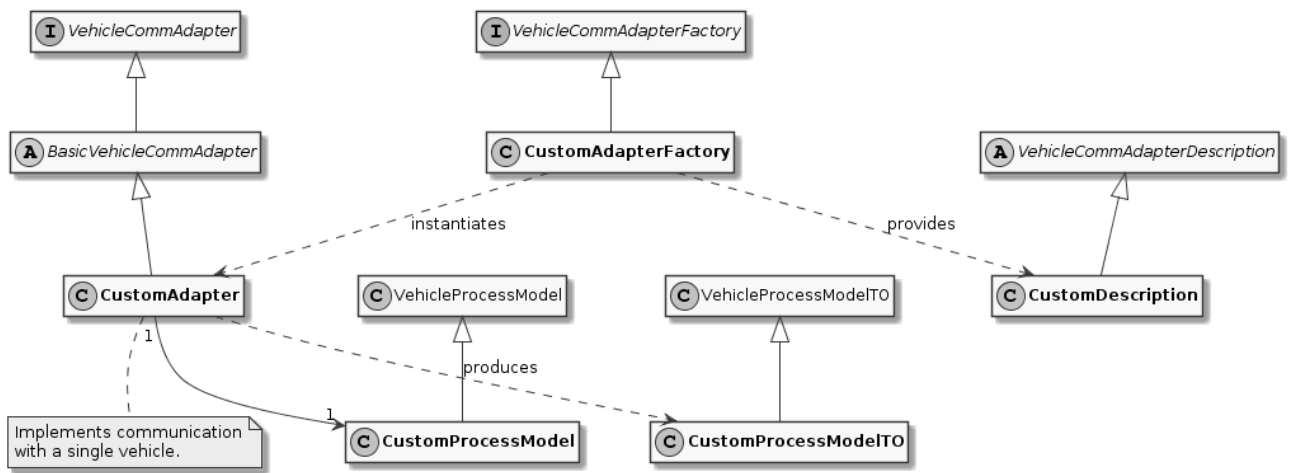 I VehicleCommAdapter
I VehicleCommAdapterFactory
A BasicVehicleCommAdapter
C CustomAdapterFactory
A VehicleCommAdapterDescription
instantiates
provides
C CustomAdapter
C VehicleProcessModel
C VehicleProcessModelTO
C CustomDescription
1
produces
1
Implements communication
with a single vehicle.
C CustomProcessModel
C CustomProcessModelTO